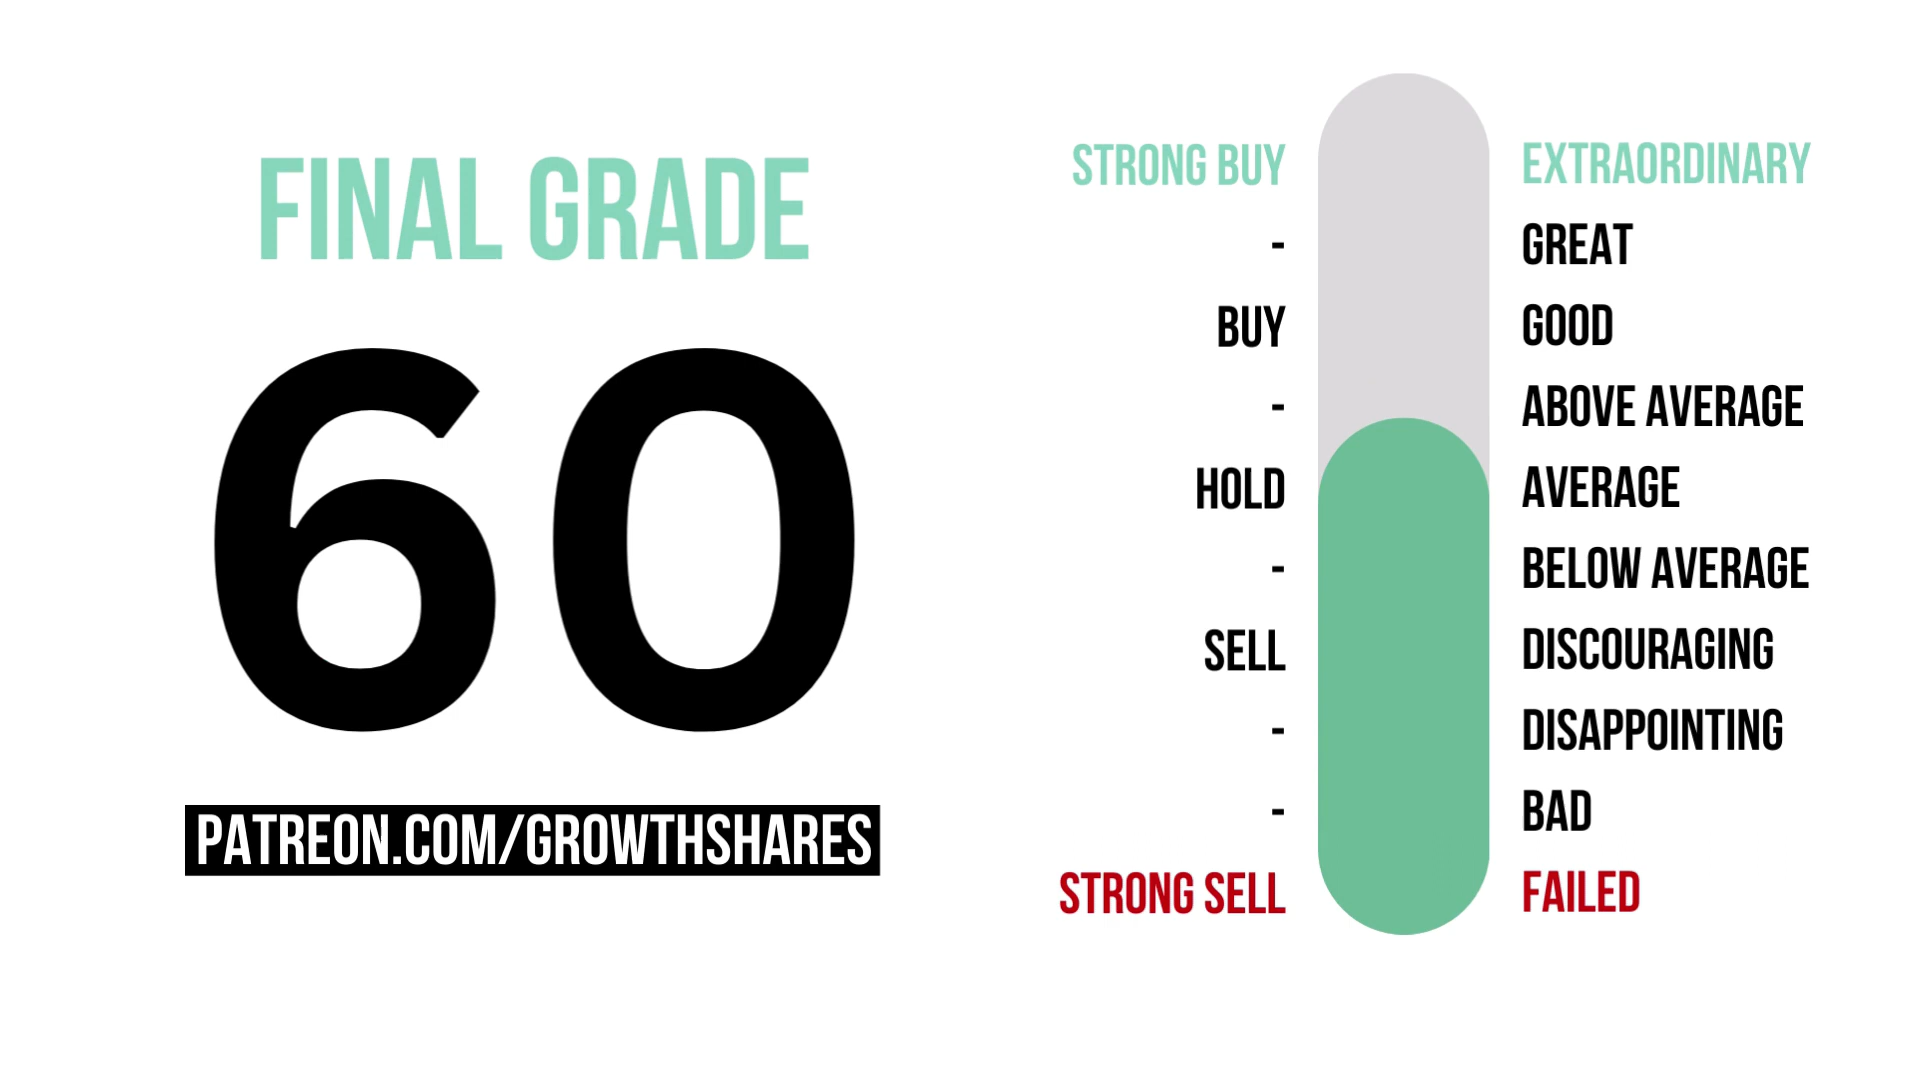 FINAL GRADE
60
PATREON.COM/GROWTHSHARES
STRONG BUY
-
BUY
-
HOLD
-
SELL
-
-
STRONG SELL
EXTRAORDINARY
GREAT
GOOD
ABOVE AVERAGE
AVERAGE
BELOW AVERAGE
DISCOURAGING
DISAPPOINTING
BAD
FAILED